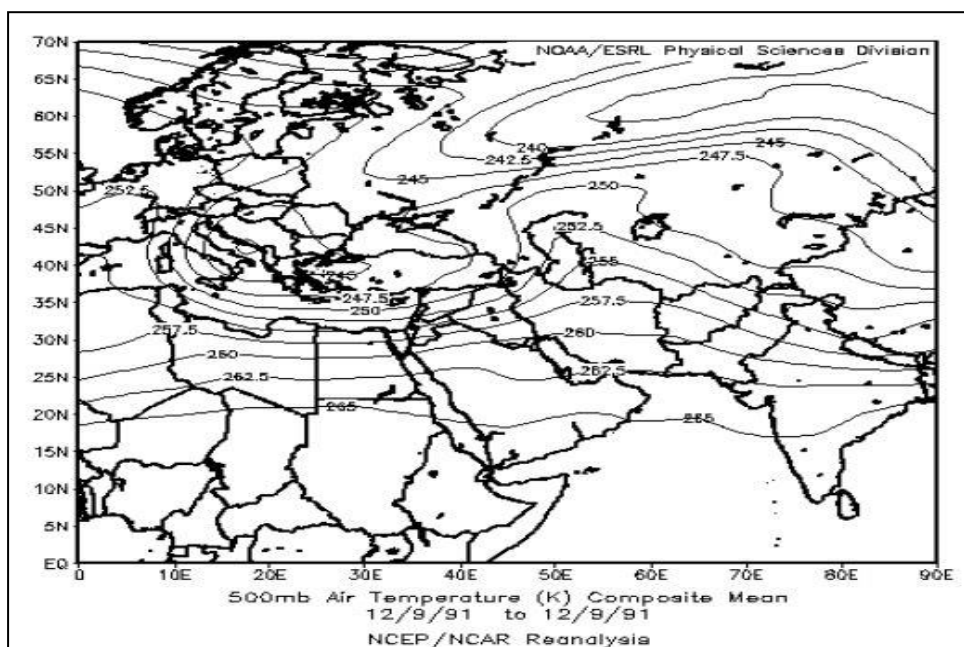 70N
NOAA/ESRL Physical Sciences Division
65N
60N
240
245
55N
242.5
247.5
245
50N
252.5
250
45N
252.5
40N
245
255
35N
247.5
257.5
250
30N
257.5
260
260
25N
262.5
262.5
20N
265
265
15N
10N
5N
EQ
0 10E 20E 30E 40E 50E 60E 70E 80E 90E
500mb Air Temperature (K) Composite Mean
12/9/91 to 12/9/91
NCEP/NCAR Reanalysis